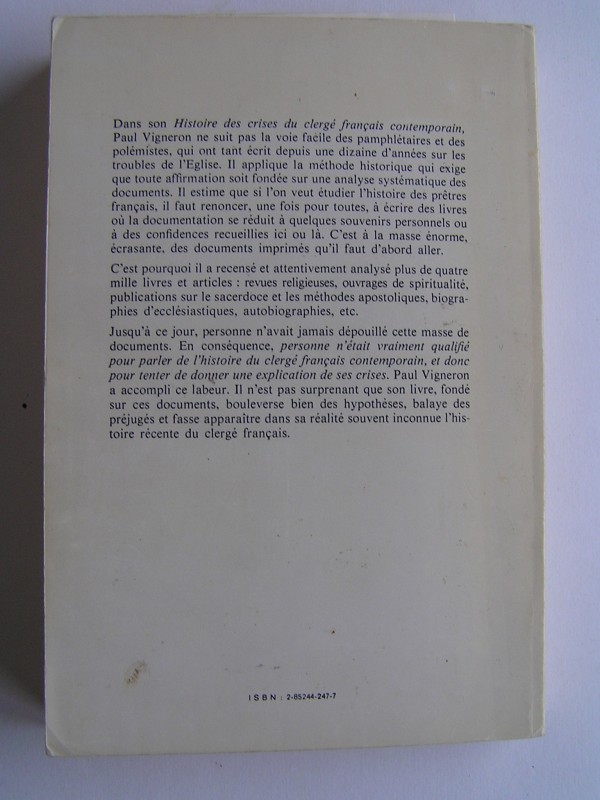 Dans son Histoire des crises du clergé français contemporain,
Paul Vigneron ne suit pas la voie facile des pamphlétaires et des
polémistes, qui ont tant écrit depuis une dizaine d'années sur les
troubles de l'Eglise. Il applique la méthode historique qui exige
que toute affirmation soit fondée sur une analyse systématique des
documents. Il estime que si l'on veut étudier l'histoire des prêtres
français, il faut renoncer, une fois pour toutes, à écrire des livres
où la documentation se réduit à quelques souvenirs personnels ou
à des confidences recueillies ici ou là. C'est à la masse énorme,
écrasante, des documents imprimés qu'il faut d'abord aller.
C'est pourquoi il a recensé et attentivement analysé plus de quatre
mille livres et articles : revues religieuses, ouvrages de spiritualité,
publications sur le sacerdoce et les méthodes apostoliques, biogra-
phies d'ecclésiastiques, autobiographies, etc.
Jusqu'à ce jour, personne n'avait jamais dépouillé cette masse de
documents. En conséquence, personne n'était vraiment qualifié
pour parler de l'histoire du clergé français contemporain, et donc
pour tenter de donner une explication de ses crises. Paul Vigneron
a accompli ce labeur. Il n'est pas surprenant que son livre, fondé
sur ces documents, bouleverse bien des hypothèses, balaye des
préjugés et fasse apparaître dans sa réalité souvent inconnue l'his-
toire récente du clergé français.
ISBN : 2-85244-247-7